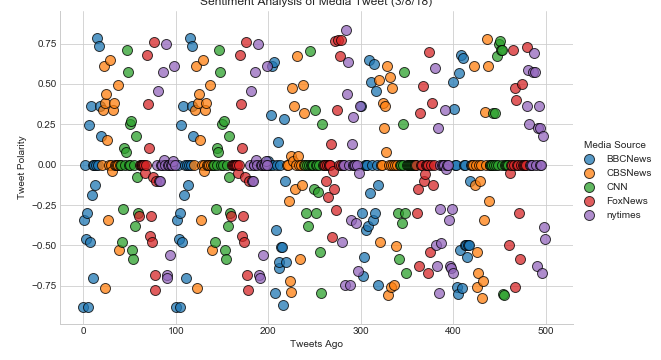 Sentiment Analysis of Media Tweet (3/8/18)
0.75
0.50
0.25
0.00
−0.25
−0.50
−0.75
Tweet Polarity
0
100
200
300
400
500
Tweets Ago
Media Source
BBCNews
CBSNews
CNN
FoxNews
nytimes